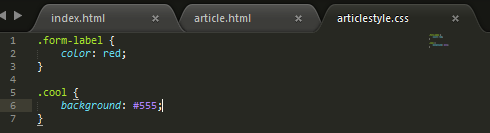 index.html × article.html × articlestyle.css ×
1 .form-label {
2 color: red;
3 }
4
5 .cool {
6 background: #555;
7 }